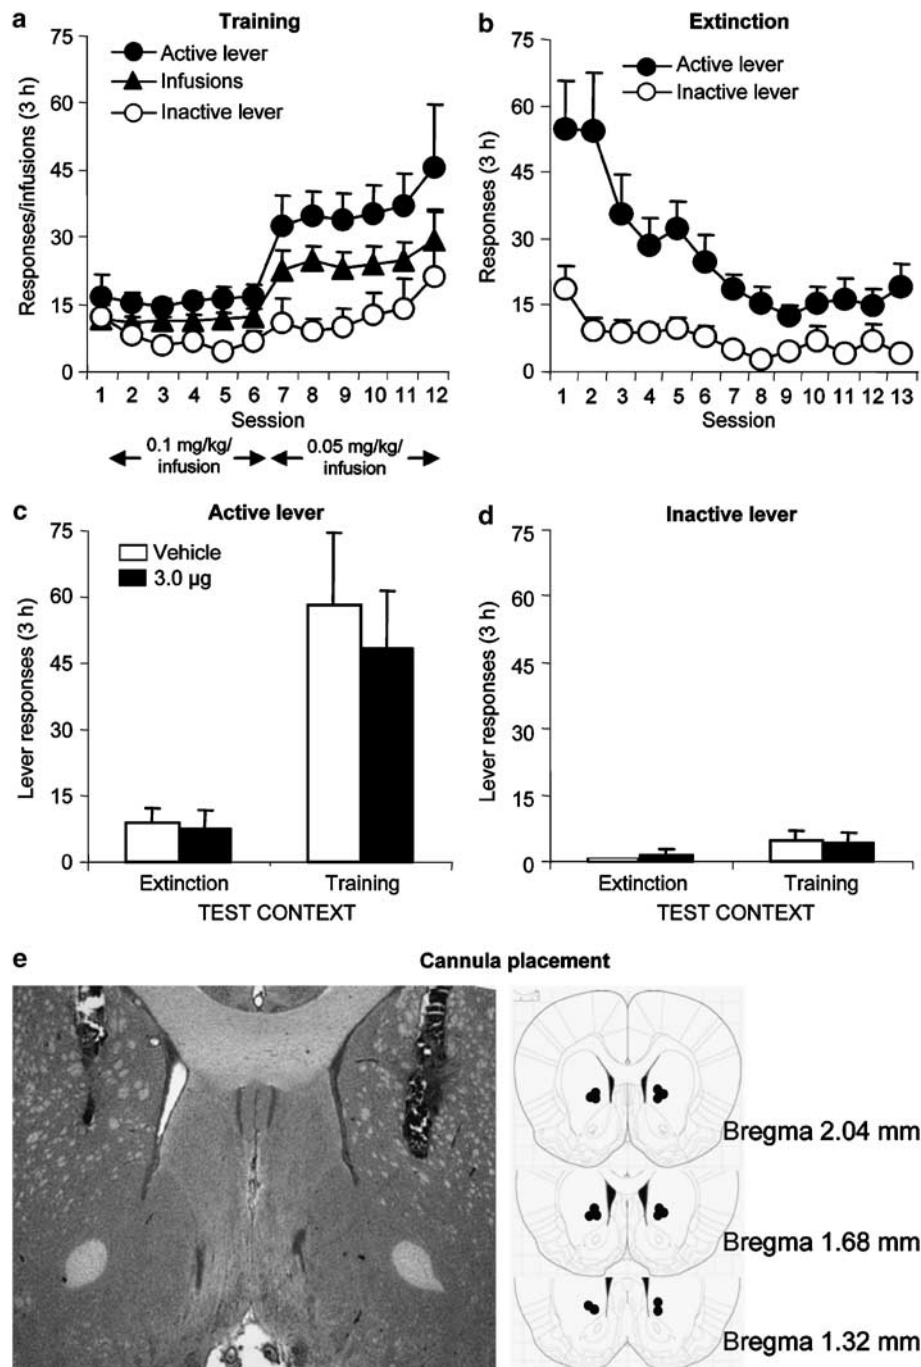 a
Training
75
60
45
30
15
0
Responses/infusions (3 h)
Active lever
Infusions
Inactive lever
1 2 3 4 5 6 7 8 9 10 11 12
Session
0.1 mg/kg/
infusion
0.05 mg/kg/
infusion
b
Extinction
75
60
45
30
15
0
Responses (3 h)
Active lever
Inactive lever
1 2 3 4 5 6 7 8 9 10 11 12 13
Session
c
Active lever
75
60
45
30
15
0
Lever responses (3 h)
Vehicle
3.0 µg
Extinction Training
TEST CONTEXT
d
Inactive lever
75
60
45
30
15
0
Lever responses (3 h)
Extinction Training
TEST CONTEXT
e
Cannula placement
Bregma 2.04 mm
Bregma 1.68 mm
Bregma 1.32 mm